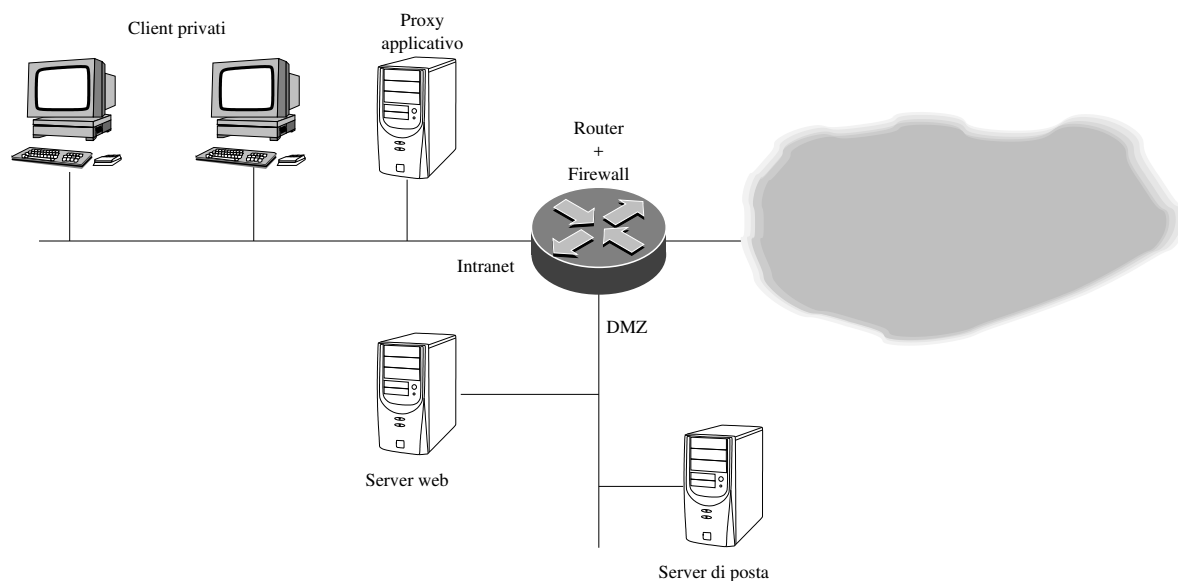 Client privati
Proxy
applicativo
Router
+
Firewall
Intranet
DMZ
Server web
Server di posta